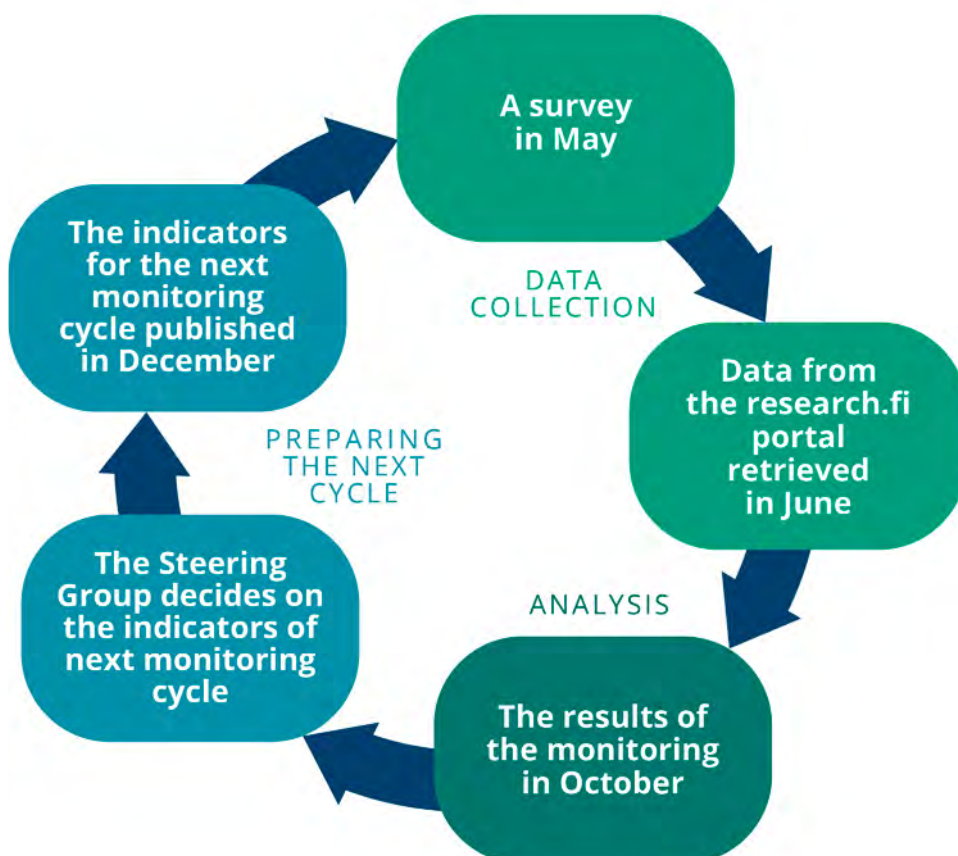 A survey
in May
DATA
COLLECTION
Data from
the research.fi
portal
retrieved
in June
ANALYSIS
The results of
the monitoring
in October
The Steering
Group decides on
the indicators of
next monitoring
cycle
PREPARING
THE NEXT
CYCLE
The indicators
for the next
monitoring
cycle published
in December